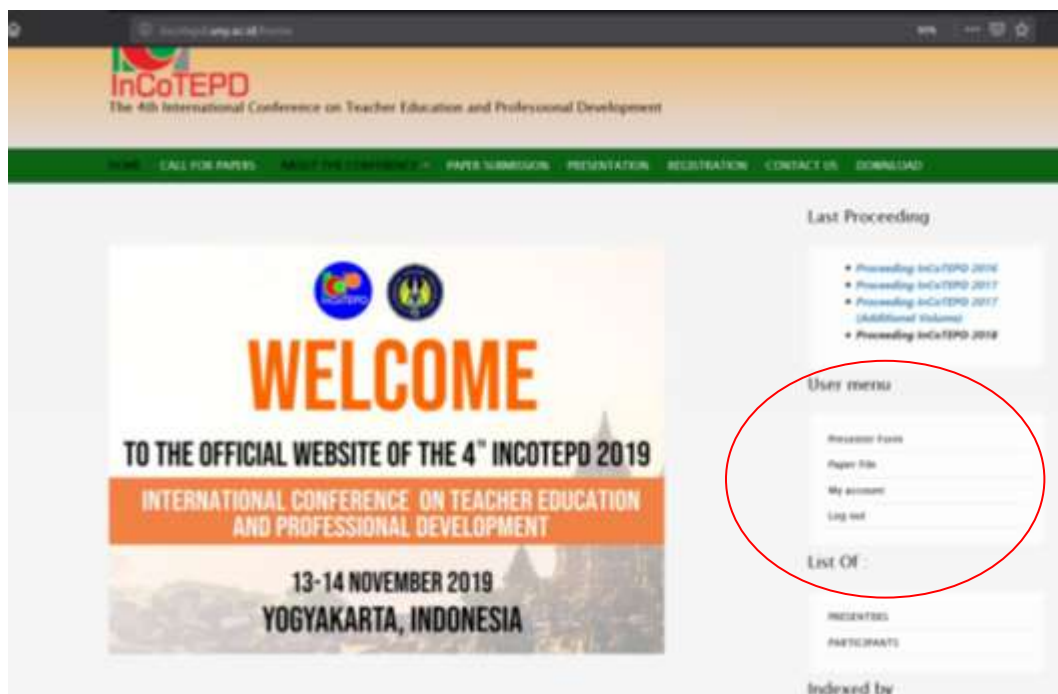 InCoTEPD
The 4th International Conference on Teacher Education and Professional Development
HOME CALL FOR PAPERS ABOUT THE CONFERENCE PAPER SUBMISSION PRESENTATION REGISTRATION CONTACT US DOWNLOAD
WELCOME
TO THE OFFICIAL WEBSITE OF THE 4TH INCOTEPD 2019
INTERNATIONAL CONFERENCE ON TEACHER EDUCATION
AND PROFESSIONAL DEVELOPMENT
13-14 NOVEMBER 2019
YOGYAKARTA, INDONESIA
Last Proceeding
Proceeding InCoTEPD 2016
Proceeding InCoTEPD 2017
Proceeding InCoTEPD 2017
(Additional Volume)
Proceeding InCoTEPD 2018
User menu
Presenter Form
Paper File
My account
Log out
List Of :
PRESENTERS
PARTICIPANTS
Indexed by